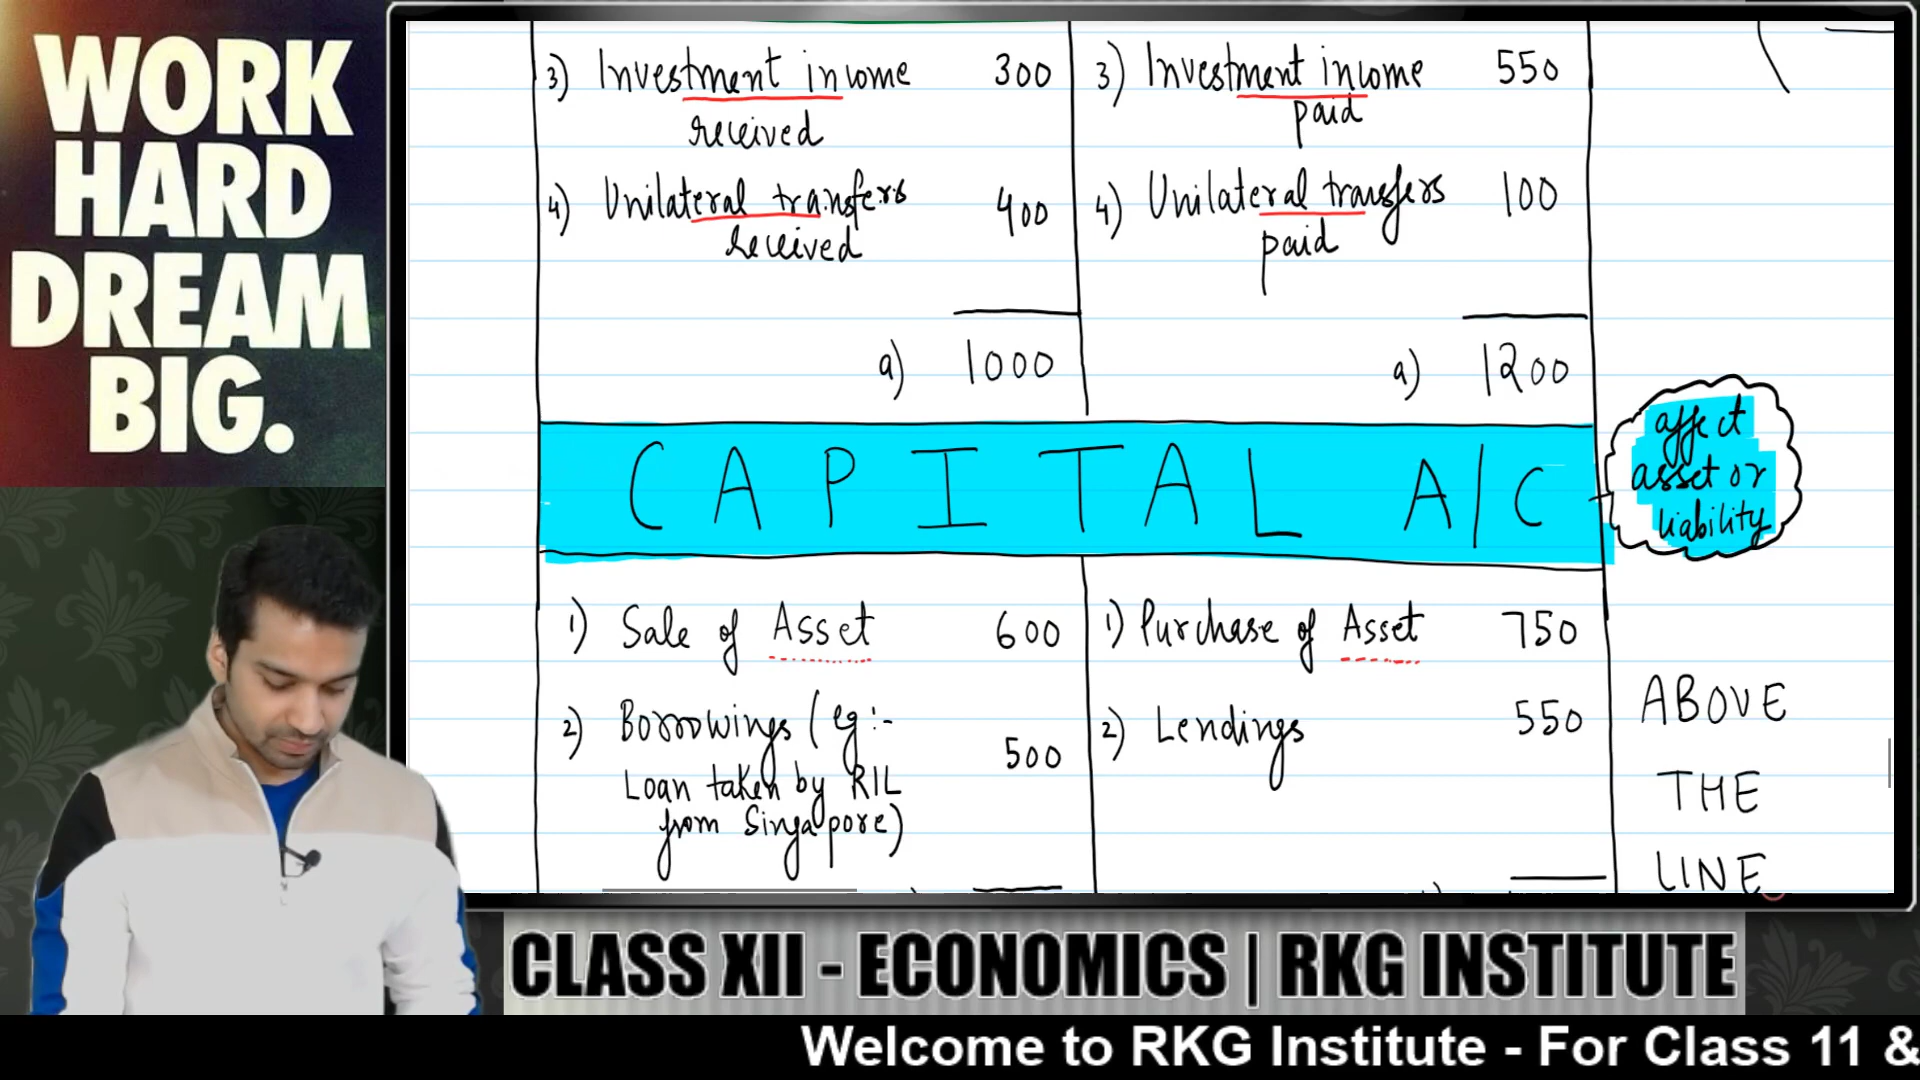 WORK
HARD
DREAM
BIG.
3) Investment income 300
received
4) Unilateral transfers 400
received
a) 1000
3) Investment income 550
paid
4) Unilateral transfers 100
paid
a) 1200
CAPITAL A/C
affect
asset or
liability
1) Sale of Asset 600
2) Borrowings (eg:-
Loan taken by RIL 500
from Singapore)
1) Purchase of Asset 750
2) Lendings 550
ABOVE
THE
LINE
CLASS XII - ECONOMICS | RKG INSTITUTE
Welcome to RKG Institute - For Class 11 &